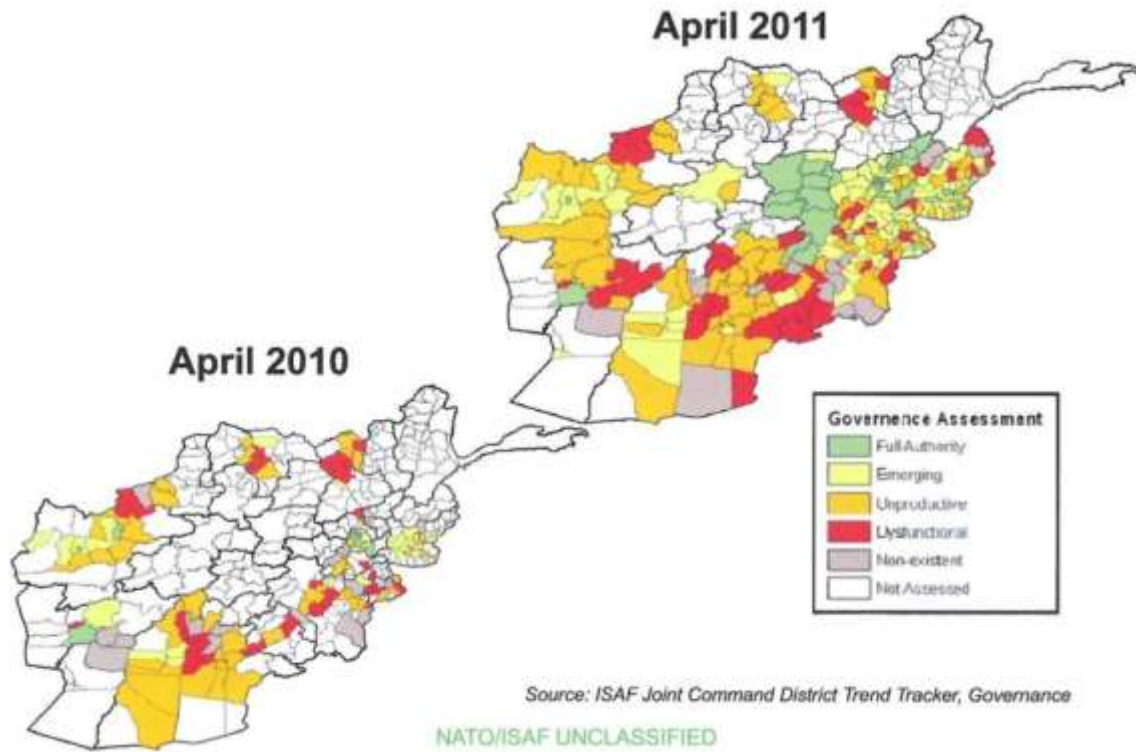 April 2011
April 2010
Governence Assessment
Full Authority
Emerging
Unproductive
Dysfunctional
Non-existent
Not Assessed
Source: ISAF Joint Command District Trend Tracker, Governance
NATO/ISAF UNCLASSIFIED